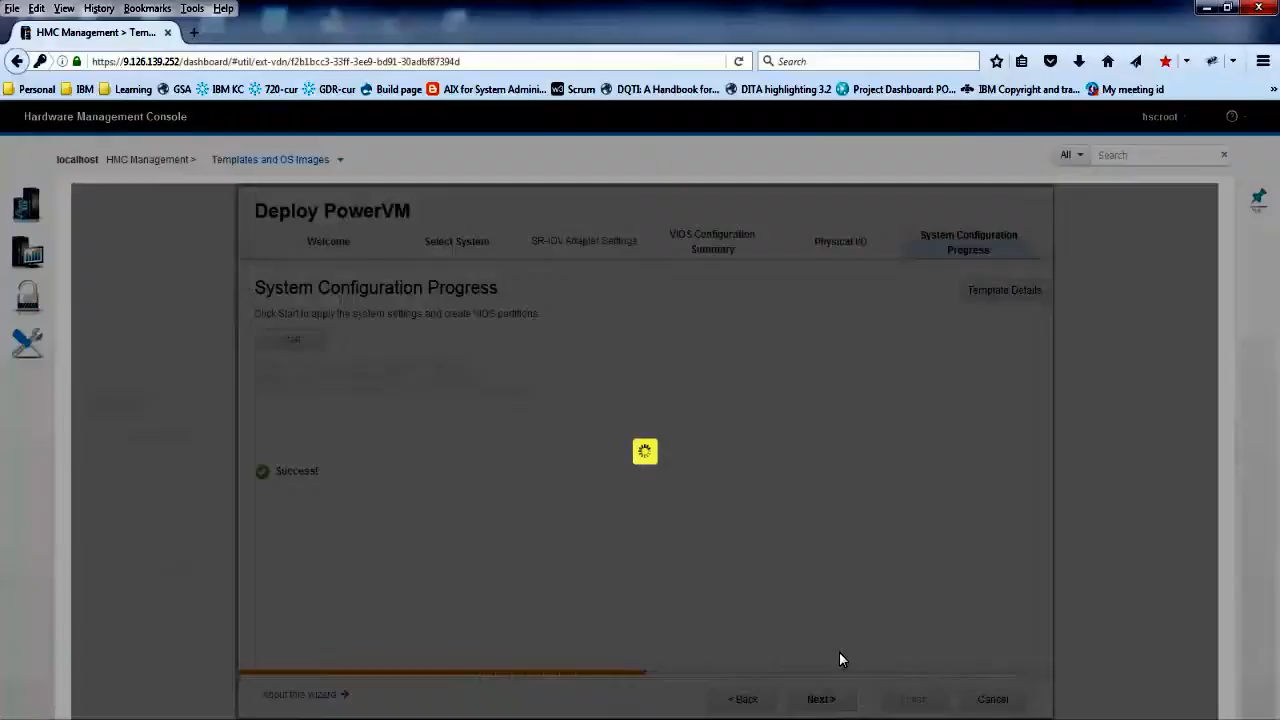 File Edit View History Bookmarks Tools Help
HMC Management > Tem...
https://9.126.139.252/dashboard/#util/ext-vdn/f2b1bcc3-33ff-3ee9-bd91-30adbf87394d
Search
Personal IBM Learning GSA IBM KC 720-cur GDR-cur Build page AIX for System Admini... Scrum DQTI: A Handbook for... DITA highlighting 3.2 Project Dashboard: PO... IBM Copyright and tra... My meeting id
Hardware Management Console
hscroot
localhost HMC Management > Templates and OS Images
All Search
Deploy PowerVM
Welcome
Select System
SR-IOV Adapter Settings
VIOS Configuration Summary
Physical I/O
System Configuration Progress
System Configuration Progress
Template Details
Click Start to apply the system settings and create VIOS partitions.
Start
Success!
About this wizard
< Back
Next >
Cancel